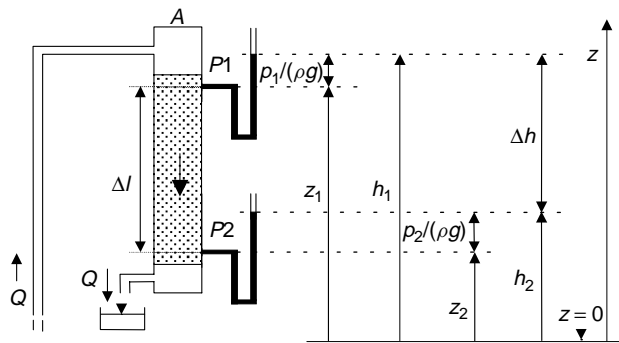 A
P1
p₁/(ρg)
z
Δl
z₁
h₁
Δh
P2
p₂/(ρg)
Q
Q
z₂
h₂
z = 0